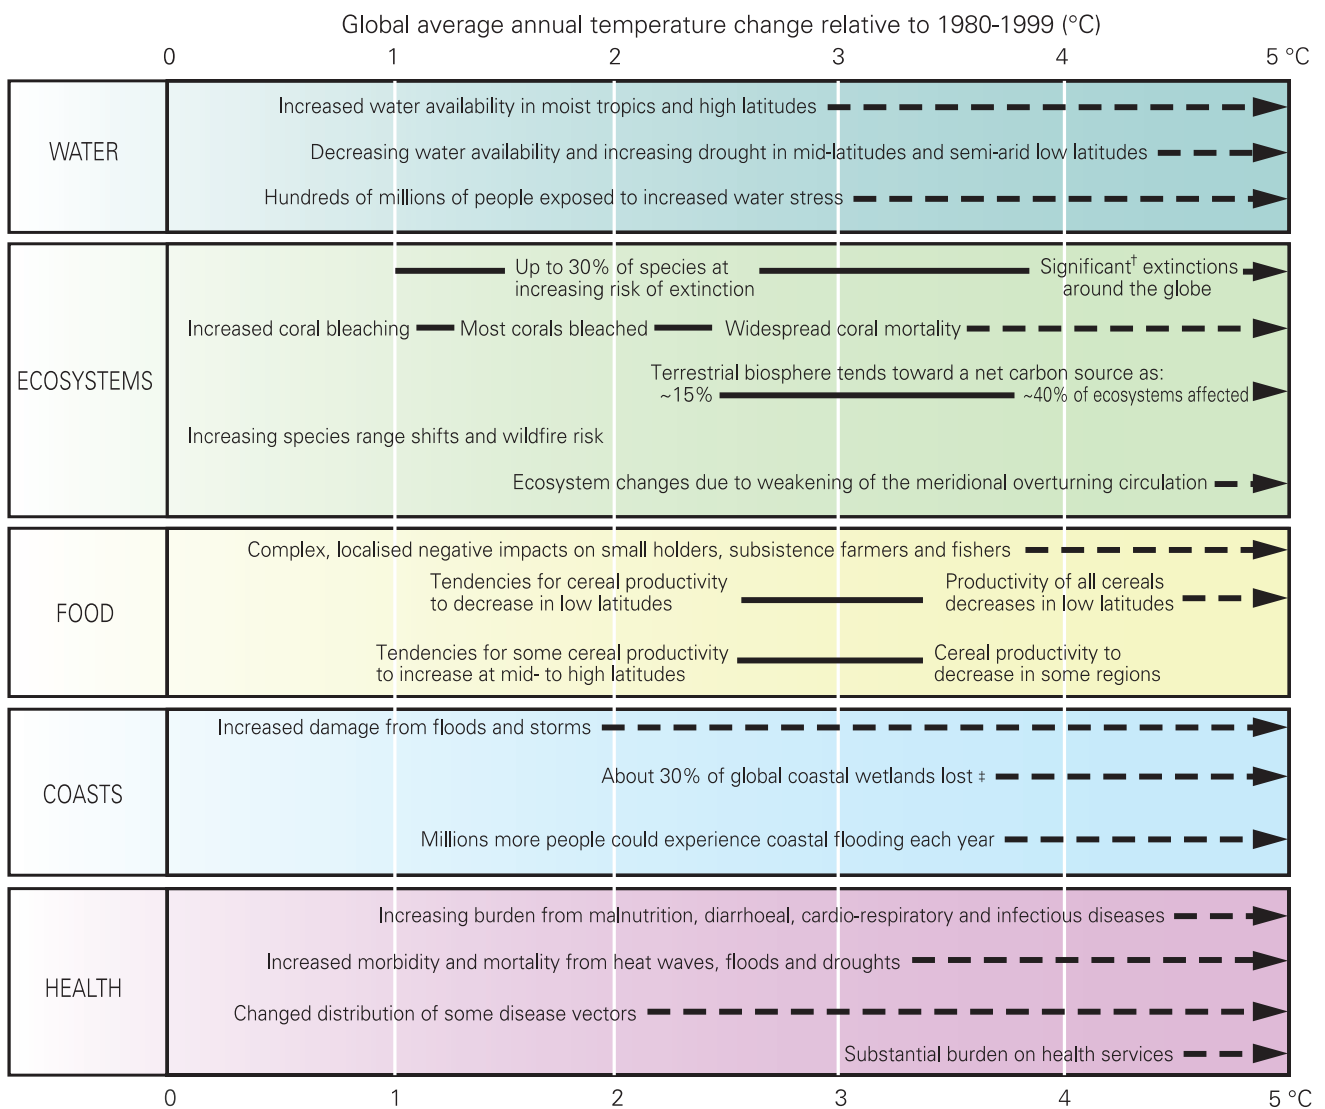 Global average annual temperature change relative to 1980-1999 (°C)
0 1 2 3 4 5 °C
WATER
Increased water availability in moist tropics and high latitudes
Decreasing water availability and increasing drought in mid-latitudes and semi-arid low latitudes
Hundreds of millions of people exposed to increased water stress
ECOSYSTEMS
Up to 30% of species at
increasing risk of extinction
Significant† extinctions
around the globe
Increased coral bleaching Most corals bleached Widespread coral mortality
Terrestrial biosphere tends toward a net carbon source as:
~15% ~40% of ecosystems affected
Increasing species range shifts and wildfire risk
Ecosystem changes due to weakening of the meridional overturning circulation
FOOD
Complex, localised negative impacts on small holders, subsistence farmers and fishers
Tendencies for cereal productivity
to decrease in low latitudes
Productivity of all cereals
decreases in low latitudes
Tendencies for some cereal productivity
to increase at mid- to high latitudes
Cereal productivity to
decrease in some regions
COASTS
Increased damage from floods and storms
About 30% of global coastal wetlands lost ‡
Millions more people could experience coastal flooding each year
HEALTH
Increasing burden from malnutrition, diarrhoeal, cardio-respiratory and infectious diseases
Increased morbidity and mortality from heat waves, floods and droughts
Changed distribution of some disease vectors
Substantial burden on health services
0 1 2 3 4 5 °C